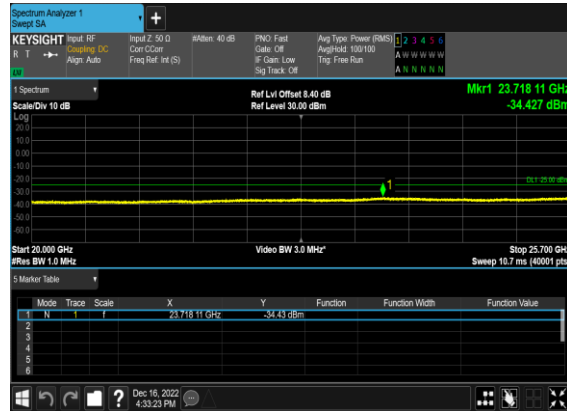 Spectrum Analyzer 1
Swept SA
+
KEYSIGHT Input: RF Input Z: 50 Ω #Atten: 40 dB PNO: Fast Avg Type: Power (RMS) 1 2 3 4 5 6
R T Coupling: DC Corr CCorr Gate: Off Avg|Hold: 100/100 A W W W W W
Align: Auto Freq Ref: Int (S) IF Gain: Low Trig: Free Run
Sig Track: Off A N N N N N
1 Spectrum Ref Lvl Offset 8.40 dB Mkr1 23.718 11 GHz
Scale/Div 10 dB Ref Level 30.00 dBm -34.427 dBm
Log
20.0
10.0
0.00
-10.0
-20.0
DL1 -25.00 dBm
1
-30.0
-40.0
-50.0
-60.0
Start 20.000 GHz Video BW 3.0 MHz* Stop 25.700 GHz
#Res BW 1.0 MHz Sweep 10.7 ms (40001 pts)
5 Marker Table
Mode Trace Scale X Y Function Function Width Function Value
1 N 1 f 23.718 11 GHz -34.43 dBm
2
3
4
5
6
? Dec 16, 2022
4:33:23 PM